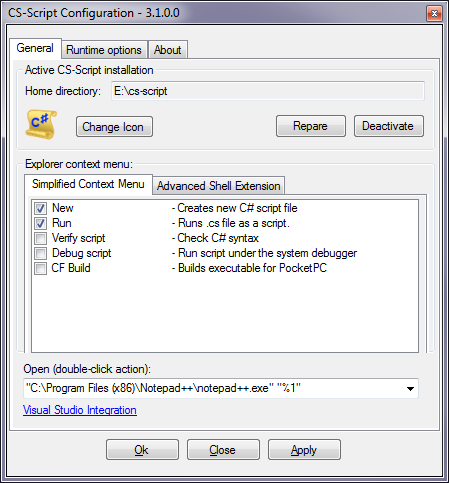 CS-Script Configuration - 3.1.0.0
General Runtime options About
Active CS-Script installation
Home directory: E:\cs-script
C#
Change Icon Repare Deactivate
Explorer context menu:
Simplified Context Menu Advanced Shell Extension
New - Creates new C# script file
Run - Runs .cs file as a script.
Verify script - Check C# syntax
Debug script - Run script under the system debugger
CF Build - Builds executable for PocketPC
Open (double-click action):
"C:\Program Files (x86)\Notepad++\notepad++.exe" "%1"
Visual Studio Integration
Ok Close Apply